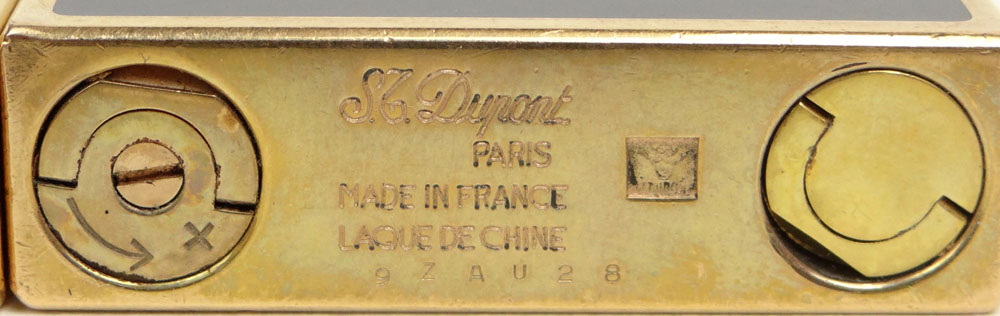 S.T. Dupont
PARIS
MADE IN FRANCE
LAQUE DE CHINE
9ZAU28
+